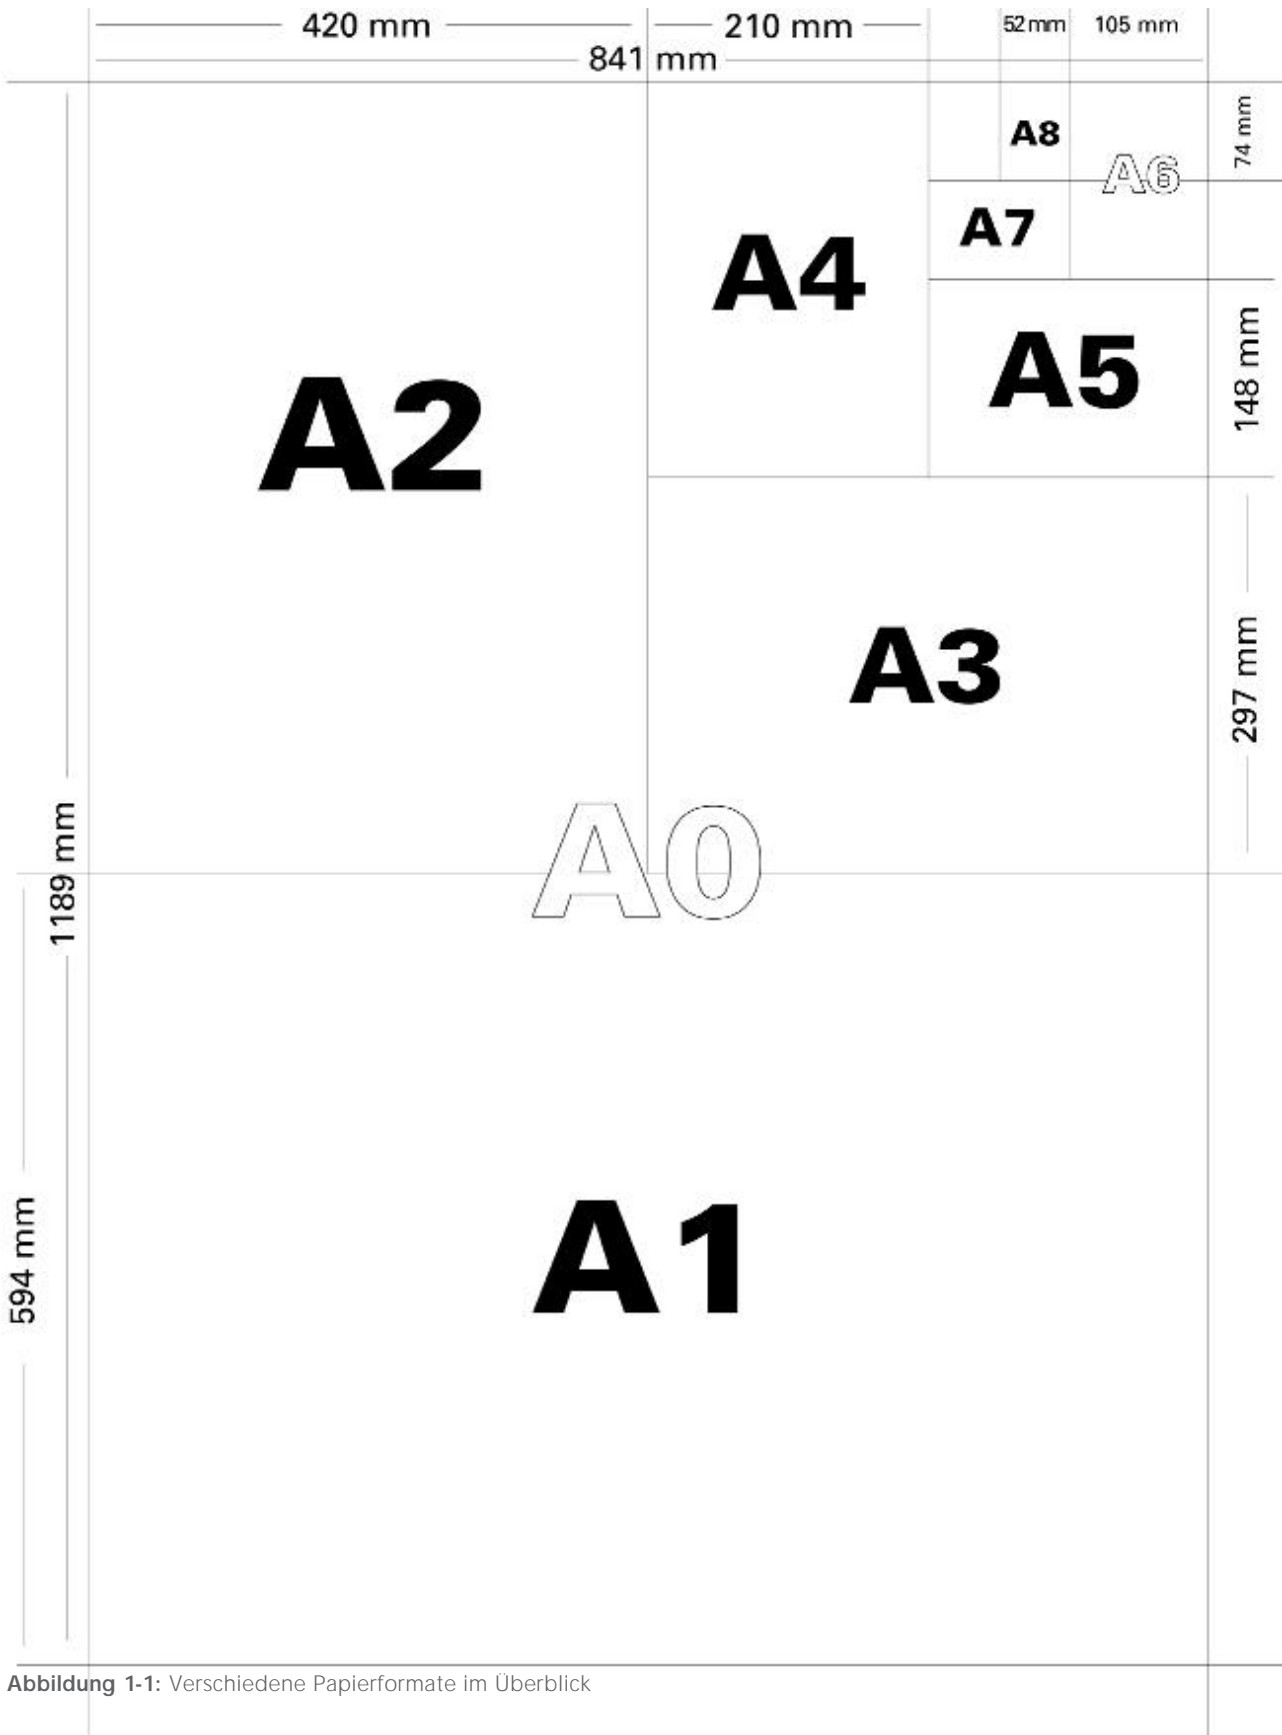 420 mm
210 mm
52mm
105 mm
841 mm
74 mm
A8
A6
A7
A4
A5
148 mm
A2
A3
297 mm
A0
1189 mm
A1
594 mm
Abbildung 1-1: Verschiedene Papierformate im Überblick